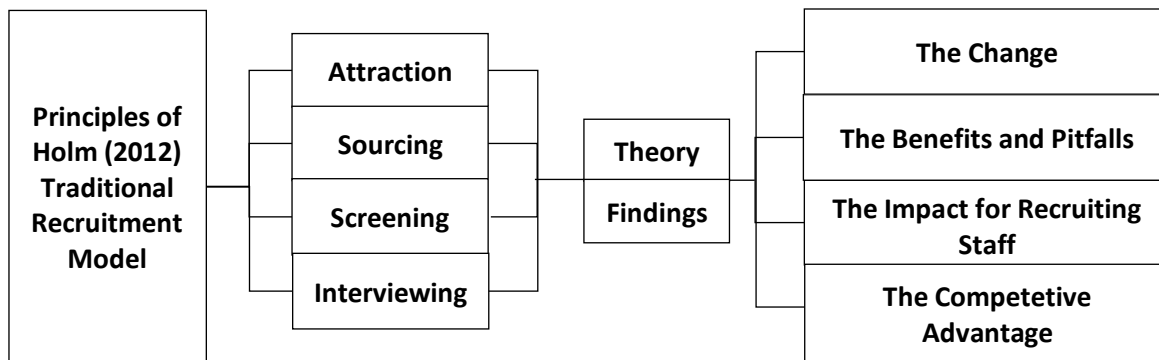 Principles of
Holm (2012)
Traditional
Recruitment
Model
Attraction
Sourcing
Screening
Interviewing
Theory
Findings
The Change
The Benefits and Pitfalls
The Impact for Recruiting
Staff
The Competetive
Advantage